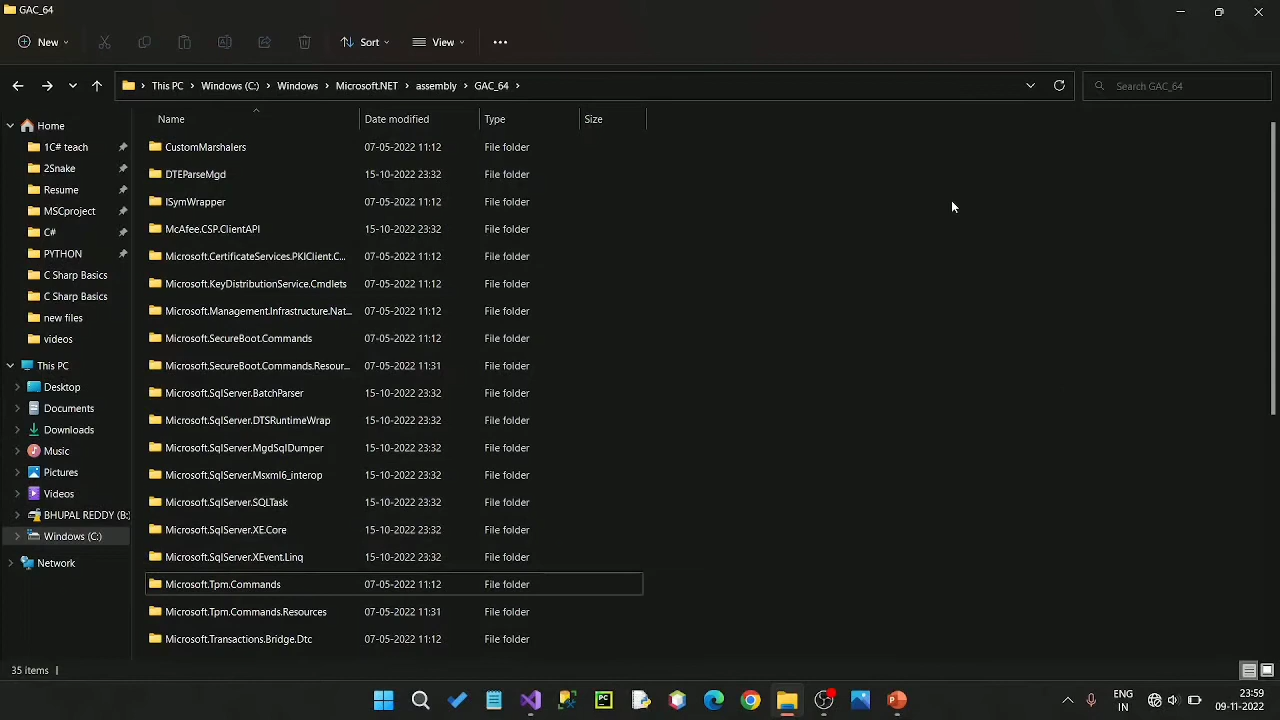 GAC_64
New
Sort
View
This PC > Windows (C:) > Windows > Microsoft.NET > assembly > GAC_64 >
Search GAC_64
Name Date modified Type Size
Home
1C# teach
2Snake
Resume
MSCproject
C#
PYTHON
C Sharp Basics
C Sharp Basics
new files
videos
This PC
Desktop
Documents
Downloads
Music
Pictures
Videos
BHUPAL REDDY (B:
Windows (C:)
Network
CustomMarshalers 07-05-2022 11:12 File folder
DTEParseMgd 15-10-2022 23:32 File folder
ISymWrapper 07-05-2022 11:12 File folder
McAfee.CSP.ClientAPI 15-10-2022 23:32 File folder
Microsoft.CertificateServices.PKIClient.C... 07-05-2022 11:12 File folder
Microsoft.KeyDistributionService.Cmdlets 07-05-2022 11:12 File folder
Microsoft.Management.Infrastructure.Nat... 07-05-2022 11:12 File folder
Microsoft.SecureBoot.Commands 07-05-2022 11:12 File folder
Microsoft.SecureBoot.Commands.Resour... 07-05-2022 11:31 File folder
Microsoft.SqlServer.BatchParser 15-10-2022 23:32 File folder
Microsoft.SqlServer.DTSRuntimeWrap 15-10-2022 23:32 File folder
Microsoft.SqlServer.MgdSqlDumper 15-10-2022 23:32 File folder
Microsoft.SqlServer.Msxml6_interop 15-10-2022 23:32 File folder
Microsoft.SqlServer.SQLTask 15-10-2022 23:32 File folder
Microsoft.SqlServer.XE.Core 15-10-2022 23:32 File folder
Microsoft.SqlServer.XEvent.Linq 15-10-2022 23:32 File folder
Microsoft.Tpm.Commands 07-05-2022 11:12 File folder
Microsoft.Tpm.Commands.Resources 07-05-2022 11:31 File folder
Microsoft.Transactions.Bridge.Dtc 07-05-2022 11:12 File folder
35 items
PC
P
ENG
IN
23:59
09-11-2022